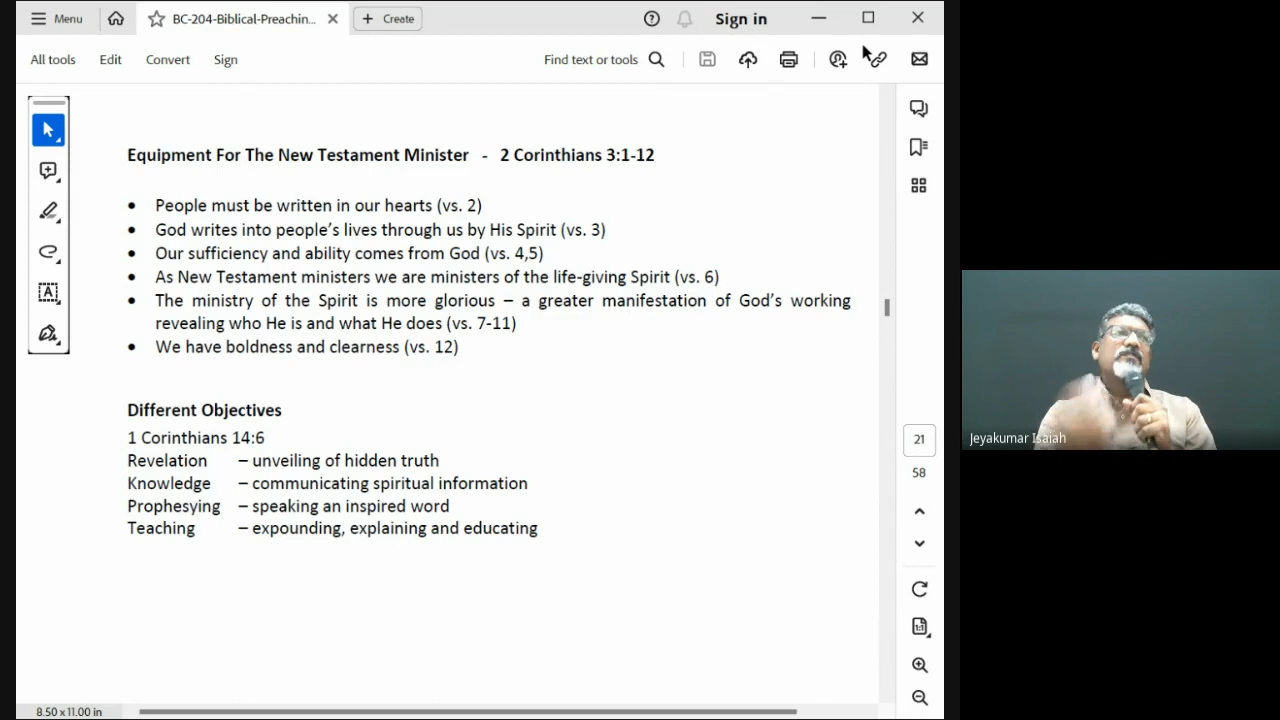 Menu
BC-204-Biblical-Preachin...
Create
Sign in
All tools
Edit
Convert
Sign
Find text or tools
Equipment For The New Testament Minister - 2 Corinthians 3:1-12
• People must be written in our hearts (vs. 2)
• God writes into people’s lives through us by His Spirit (vs. 3)
• Our sufficiency and ability comes from God (vs. 4,5)
• As New Testament ministers we are ministers of the life-giving Spirit (vs. 6)
• The ministry of the Spirit is more glorious – a greater manifestation of God’s working
revealing who He is and what He does (vs. 7-11)
• We have boldness and clearness (vs. 12)
Different Objectives
1 Corinthians 14:6
Revelation – unveiling of hidden truth
Knowledge – communicating spiritual information
Prophesying – speaking an inspired word
Teaching – expounding, explaining and educating
21
58
1:1
8.50 x 11.00 in
Jeyakumar Isaiah